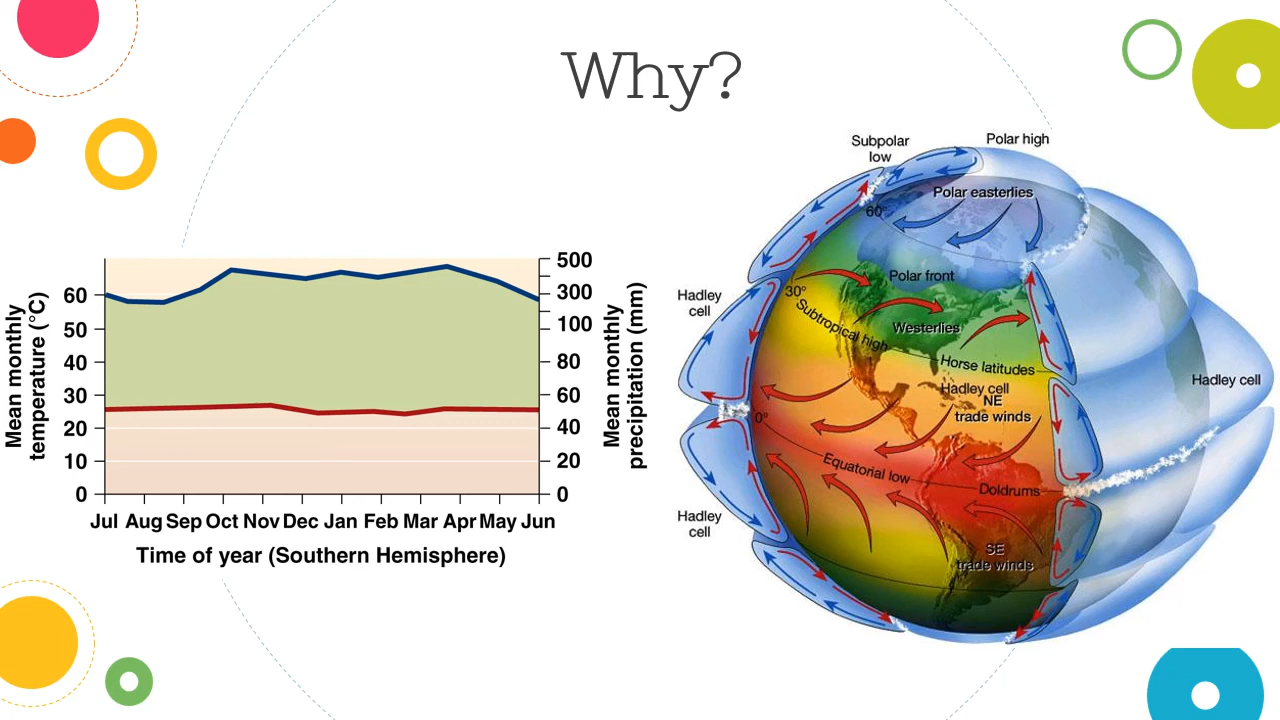 Why?
Mean monthly
temperature (°C)
60
50
40
30
20
10
0
500
300
100
80
60
40
20
0
Mean monthly
precipitation (mm)
Jul Aug Sep Oct Nov Dec Jan Feb Mar Apr May Jun
Time of year (Southern Hemisphere)
Subpolar
low
Polar high
Polar easterlies
60°
Polar front
Hadley
cell
30°
Subtropical high
Westerlies
Horse latitudes
Hadley cell
Hadley cell
NE
trade winds
0°
Equatorial low
Doldrums
Hadley
cell
SE
trade winds